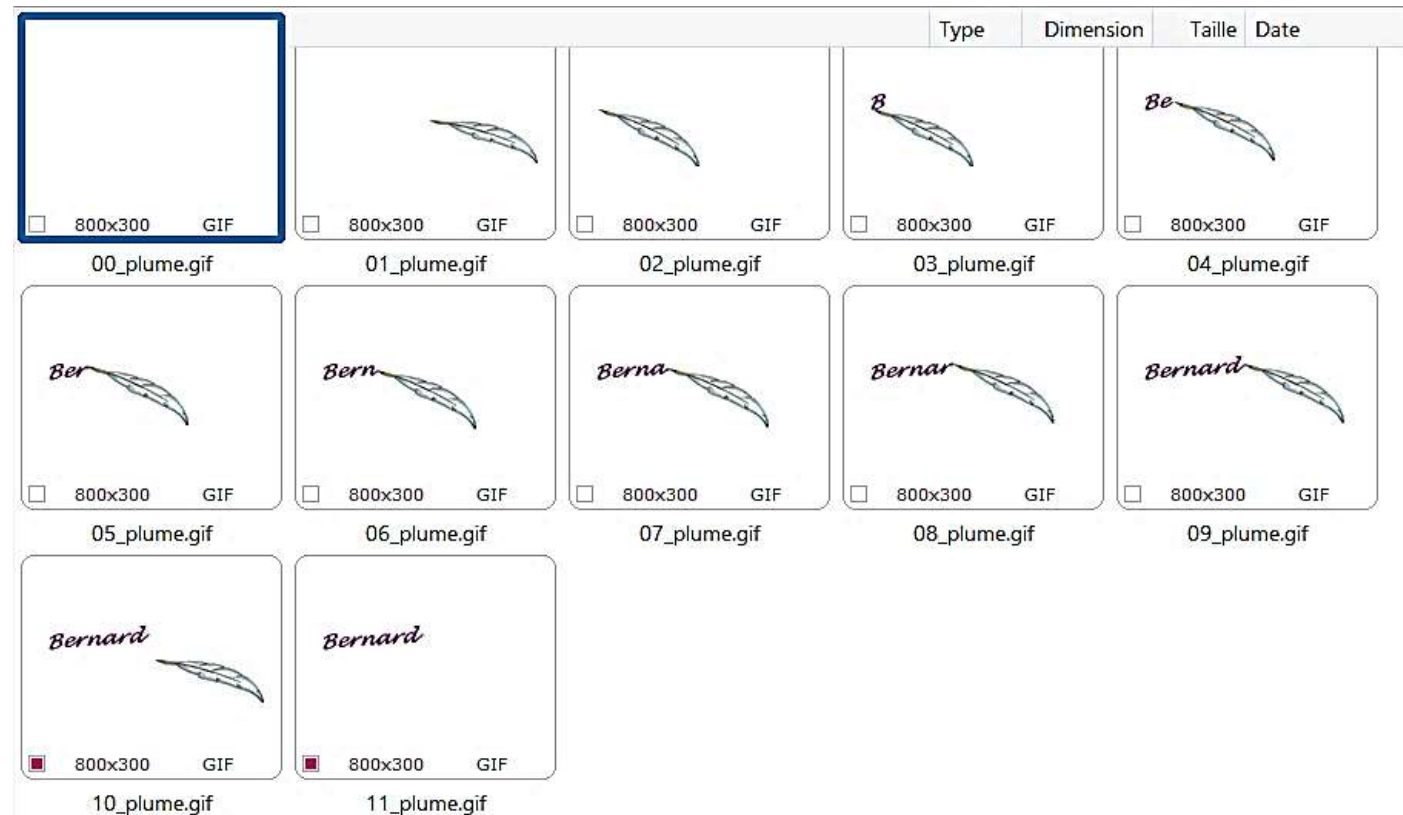 Type Dimension Taille Date
800x300 GIF 800x300 GIF B 800x300 GIF Be 800x300 GIF 800x300 GIF
00_plume.gif 01_plume.gif 02_plume.gif 03_plume.gif 04_plume.gif
Ber Bern Berna Bernar Bernard
800x300 GIF 800x300 GIF 800x300 GIF 800x300 GIF 800x300 GIF
05_plume.gif 06_plume.gif 07_plume.gif 08_plume.gif 09_plume.gif
Bernard Bernard
800x300 GIF 800x300 GIF
10_plume.gif 11_plume.gif